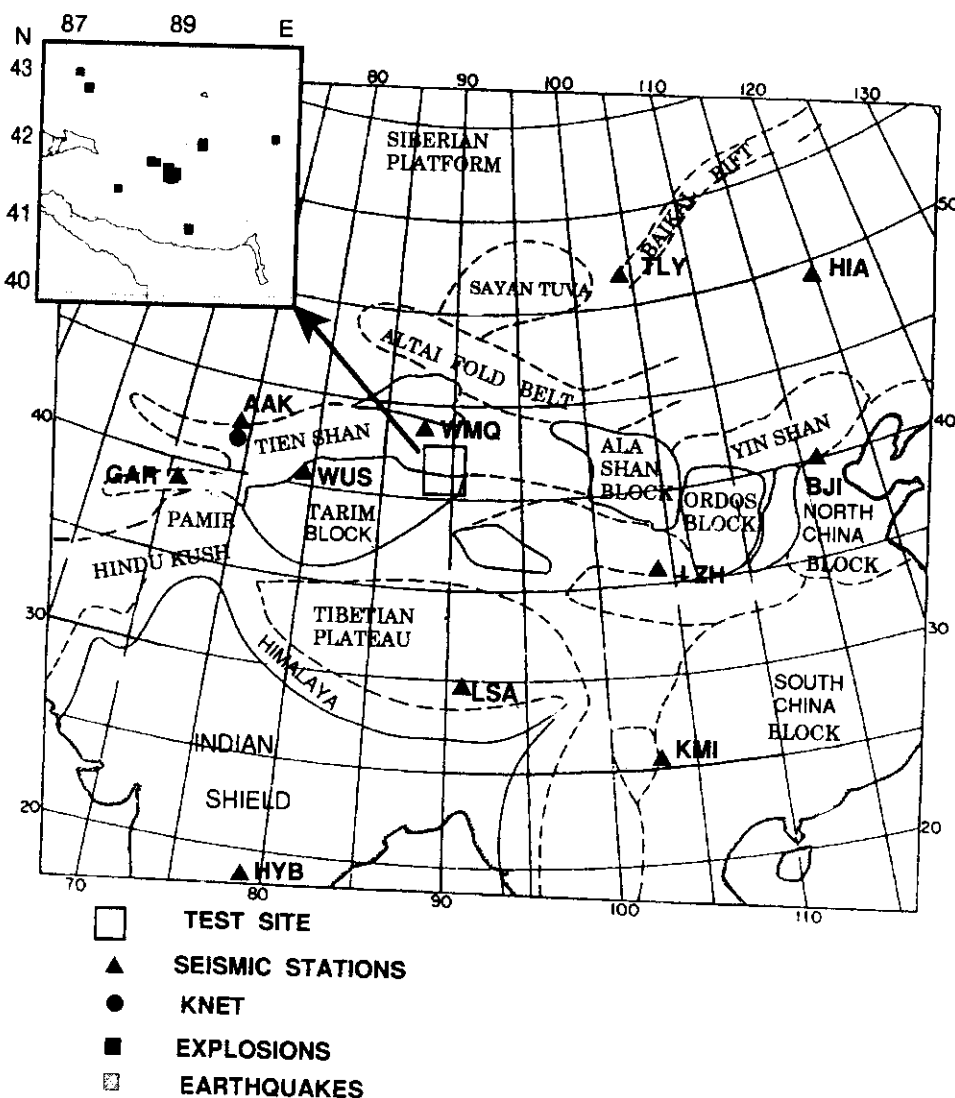 87 89 E
N
43
42
41
40
80 90 100 110 120 130
SIBERIAN
PLATFORM
BAIKAL RIFT
50
TLY
HIA
SAYAN TUVA
ALTAI FOLD BELT
40
AAK
TIEN SHAN
WMQ
ALA
SHAN
BLOCK
YIN SHAN
40
GAR
WUS
ORDOS
BLOCK
BJI
NORTH
CHINA
BLOCK
PAMIR
TARIM
BLOCK
HINDU KUSH
LZH
30
TIBETIAN
PLATEAU
30
HIMALAYA
LSA
SOUTH
CHINA
BLOCK
INDIAN
KMI
SHIELD
20
20
HYB
70 80 90 100 110
TEST SITE
SEISMIC STATIONS
KNET
EXPLOSIONS
EARTHQUAKES